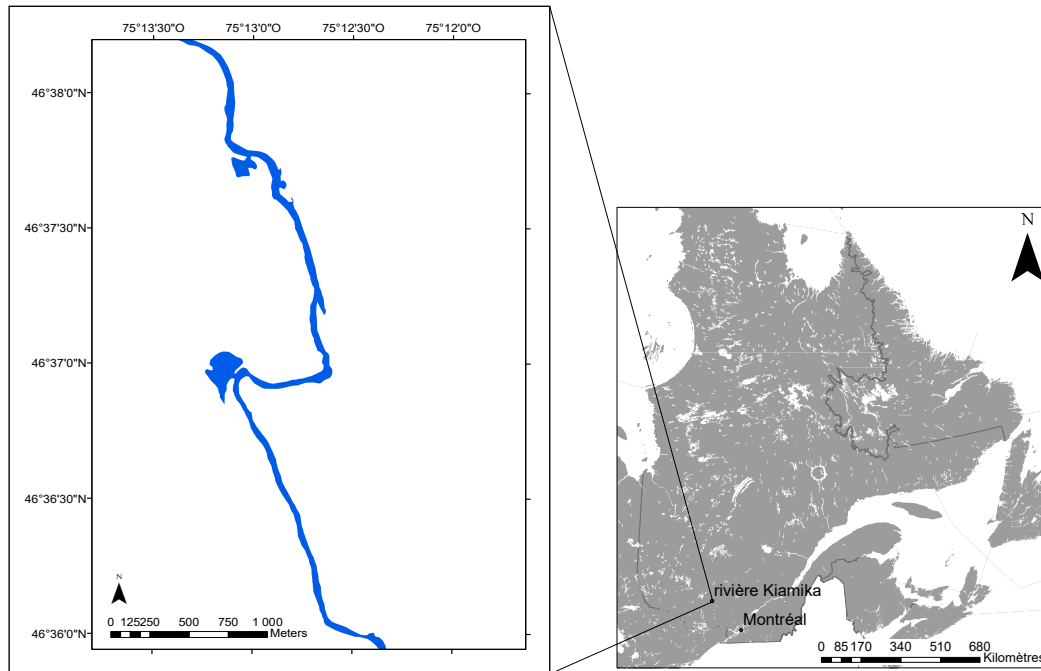 75°13'30"O 75°13'0"O 75°12'30"O 75°12'0"O
46°38'0"N
46°37'30"N
46°37'0"N
46°36'30"N
46°36'0"N
N
0 125250 500 750 1 000
Meters
N
rivière Kiamika
Montréal
0 85 170 340 510 680
Kilomètres